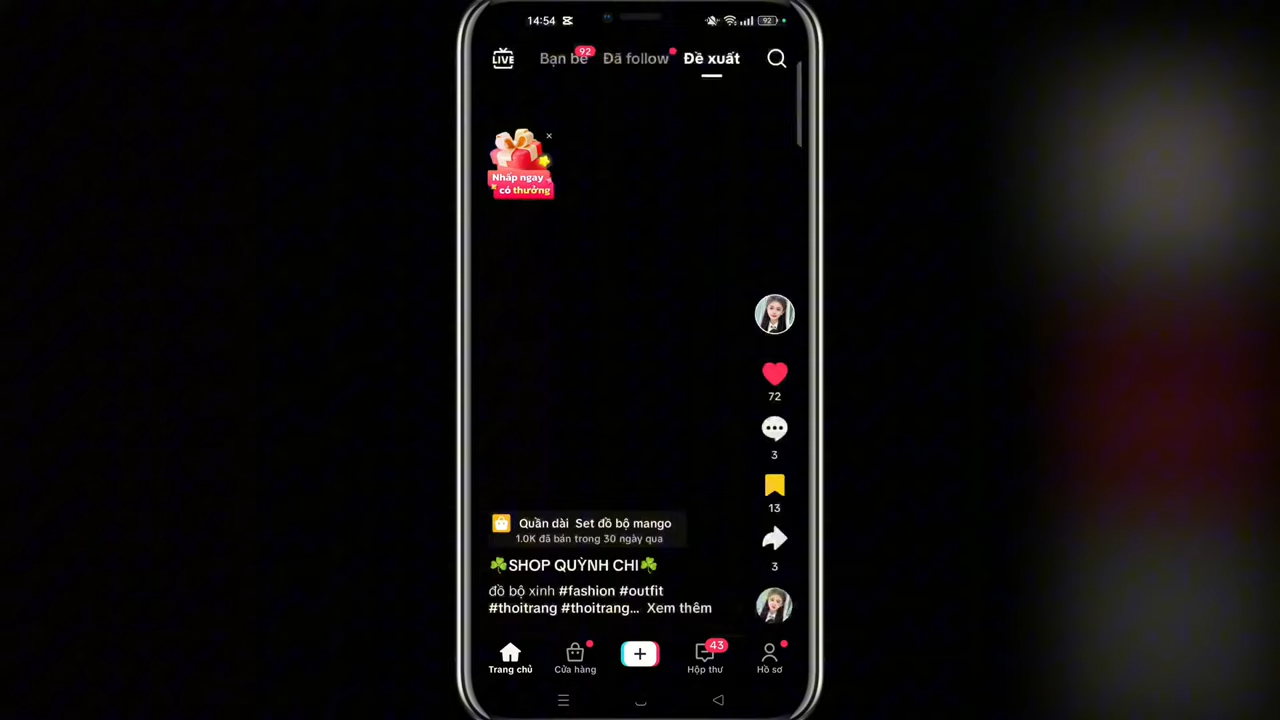 14:54
92
LIVE
Bạn bè
92
Đã follow
Đề xuất
Nhấp ngay
có thưởng
72
3
13
3
Quần dài Set đồ bộ mango
1.0K đã bán trong 30 ngày qua
☘️SHOP QUỲNH CHI☘️
đồ bộ xinh #fashion #outfit
#thoitrang #thoitrang... Xem thêm
43
Trang chủ
Cửa hàng
Hộp thư
Hồ sơ